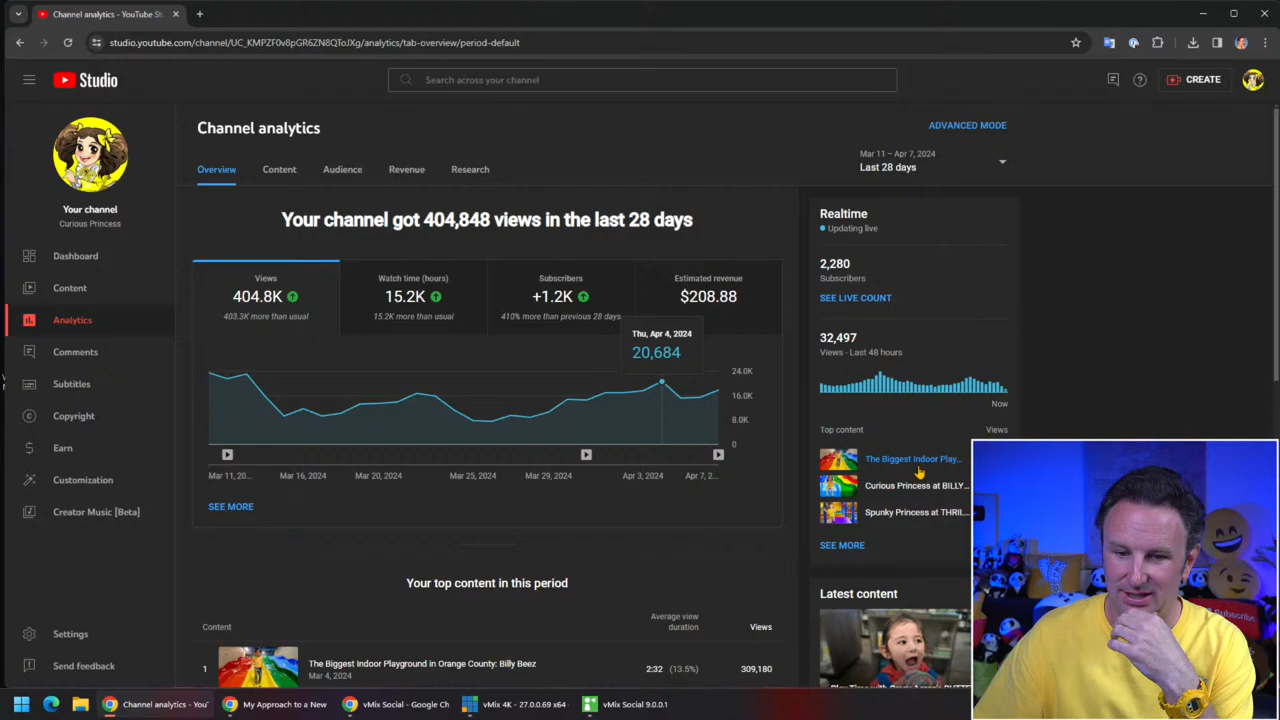 Channel analytics - YouTube St
studio.youtube.com/channel/UC_KMPZF0v8pGR6ZN8QToJXg/analytics/tab-overview/period-default
Studio
Search across your channel
CREATE
Your channel
Curious Princess
Dashboard
Content
Analytics
Comments
Subtitles
Copyright
Earn
Customization
Creator Music [Beta]
Settings
Send feedback
Channel analytics
ADVANCED MODE
Overview
Content
Audience
Revenue
Research
Mar 11 – Apr 7, 2024
Last 28 days
Your channel got 404,848 views in the last 28 days
Views
404.8K
403.3K more than usual
Watch time (hours)
15.2K
15.2K more than usual
Subscribers
+1.2K
410% more than previous 28 days
Estimated revenue
$208.88
Thu, Apr 4, 2024
20,684
24.0K
16.0K
8.0K
0
Mar 11, 20...
Mar 16, 2024
Mar 20, 2024
Mar 25, 2024
Mar 29, 2024
Apr 3, 2024
Apr 7, 2...
SEE MORE
Your top content in this period
Content
Average view
duration
Views
1
The Biggest Indoor Playground in Orange County: Billy Beez
Mar 4, 2024
2:32 (13.5%)
309,180
Realtime
Updating live
2,280
Subscribers
SEE LIVE COUNT
32,497
Views · Last 48 hours
Now
Top content
Views
The Biggest Indoor Play...
Curious Princess at BILLY...
Spunky Princess at THRIL...
SEE MORE
Latest content
Subscribe
Channel analytics - YouT
My Approach to a New
vMix Social - Google Ch
vMix 4K - 27.0.0.69 x64
vMix Social 9.0.0.1